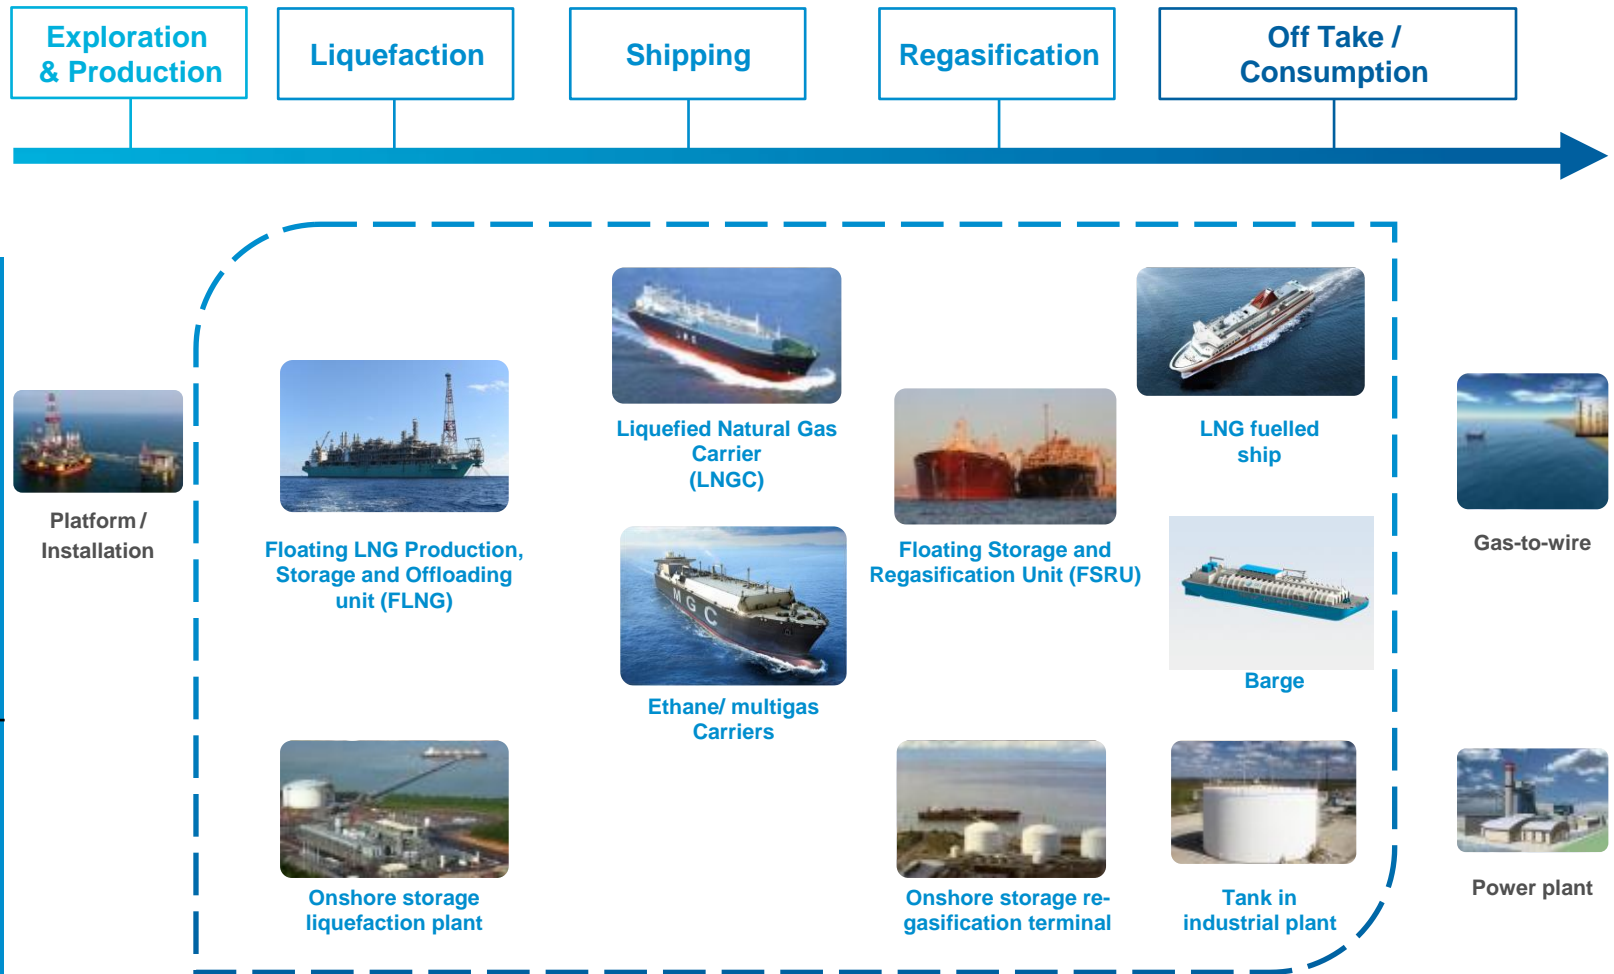 Exploration
& Production
Liquefaction
Shipping
Regasification
Off Take /
Consumption
Platform /
Installation
Floating LNG Production,
Storage and Offloading
unit (FLNG)
Onshore storage
liquefaction plant
Liquefied Natural Gas
Carrier
(LNGC)
M G C
Ethane/ multigas
Carriers
Floating Storage and
Regasification Unit (FSRU)
Onshore storage re-
gasification terminal
LNG fuelled
ship
Barge
Tank in
industrial plant
Gas-to-wire
Power plant